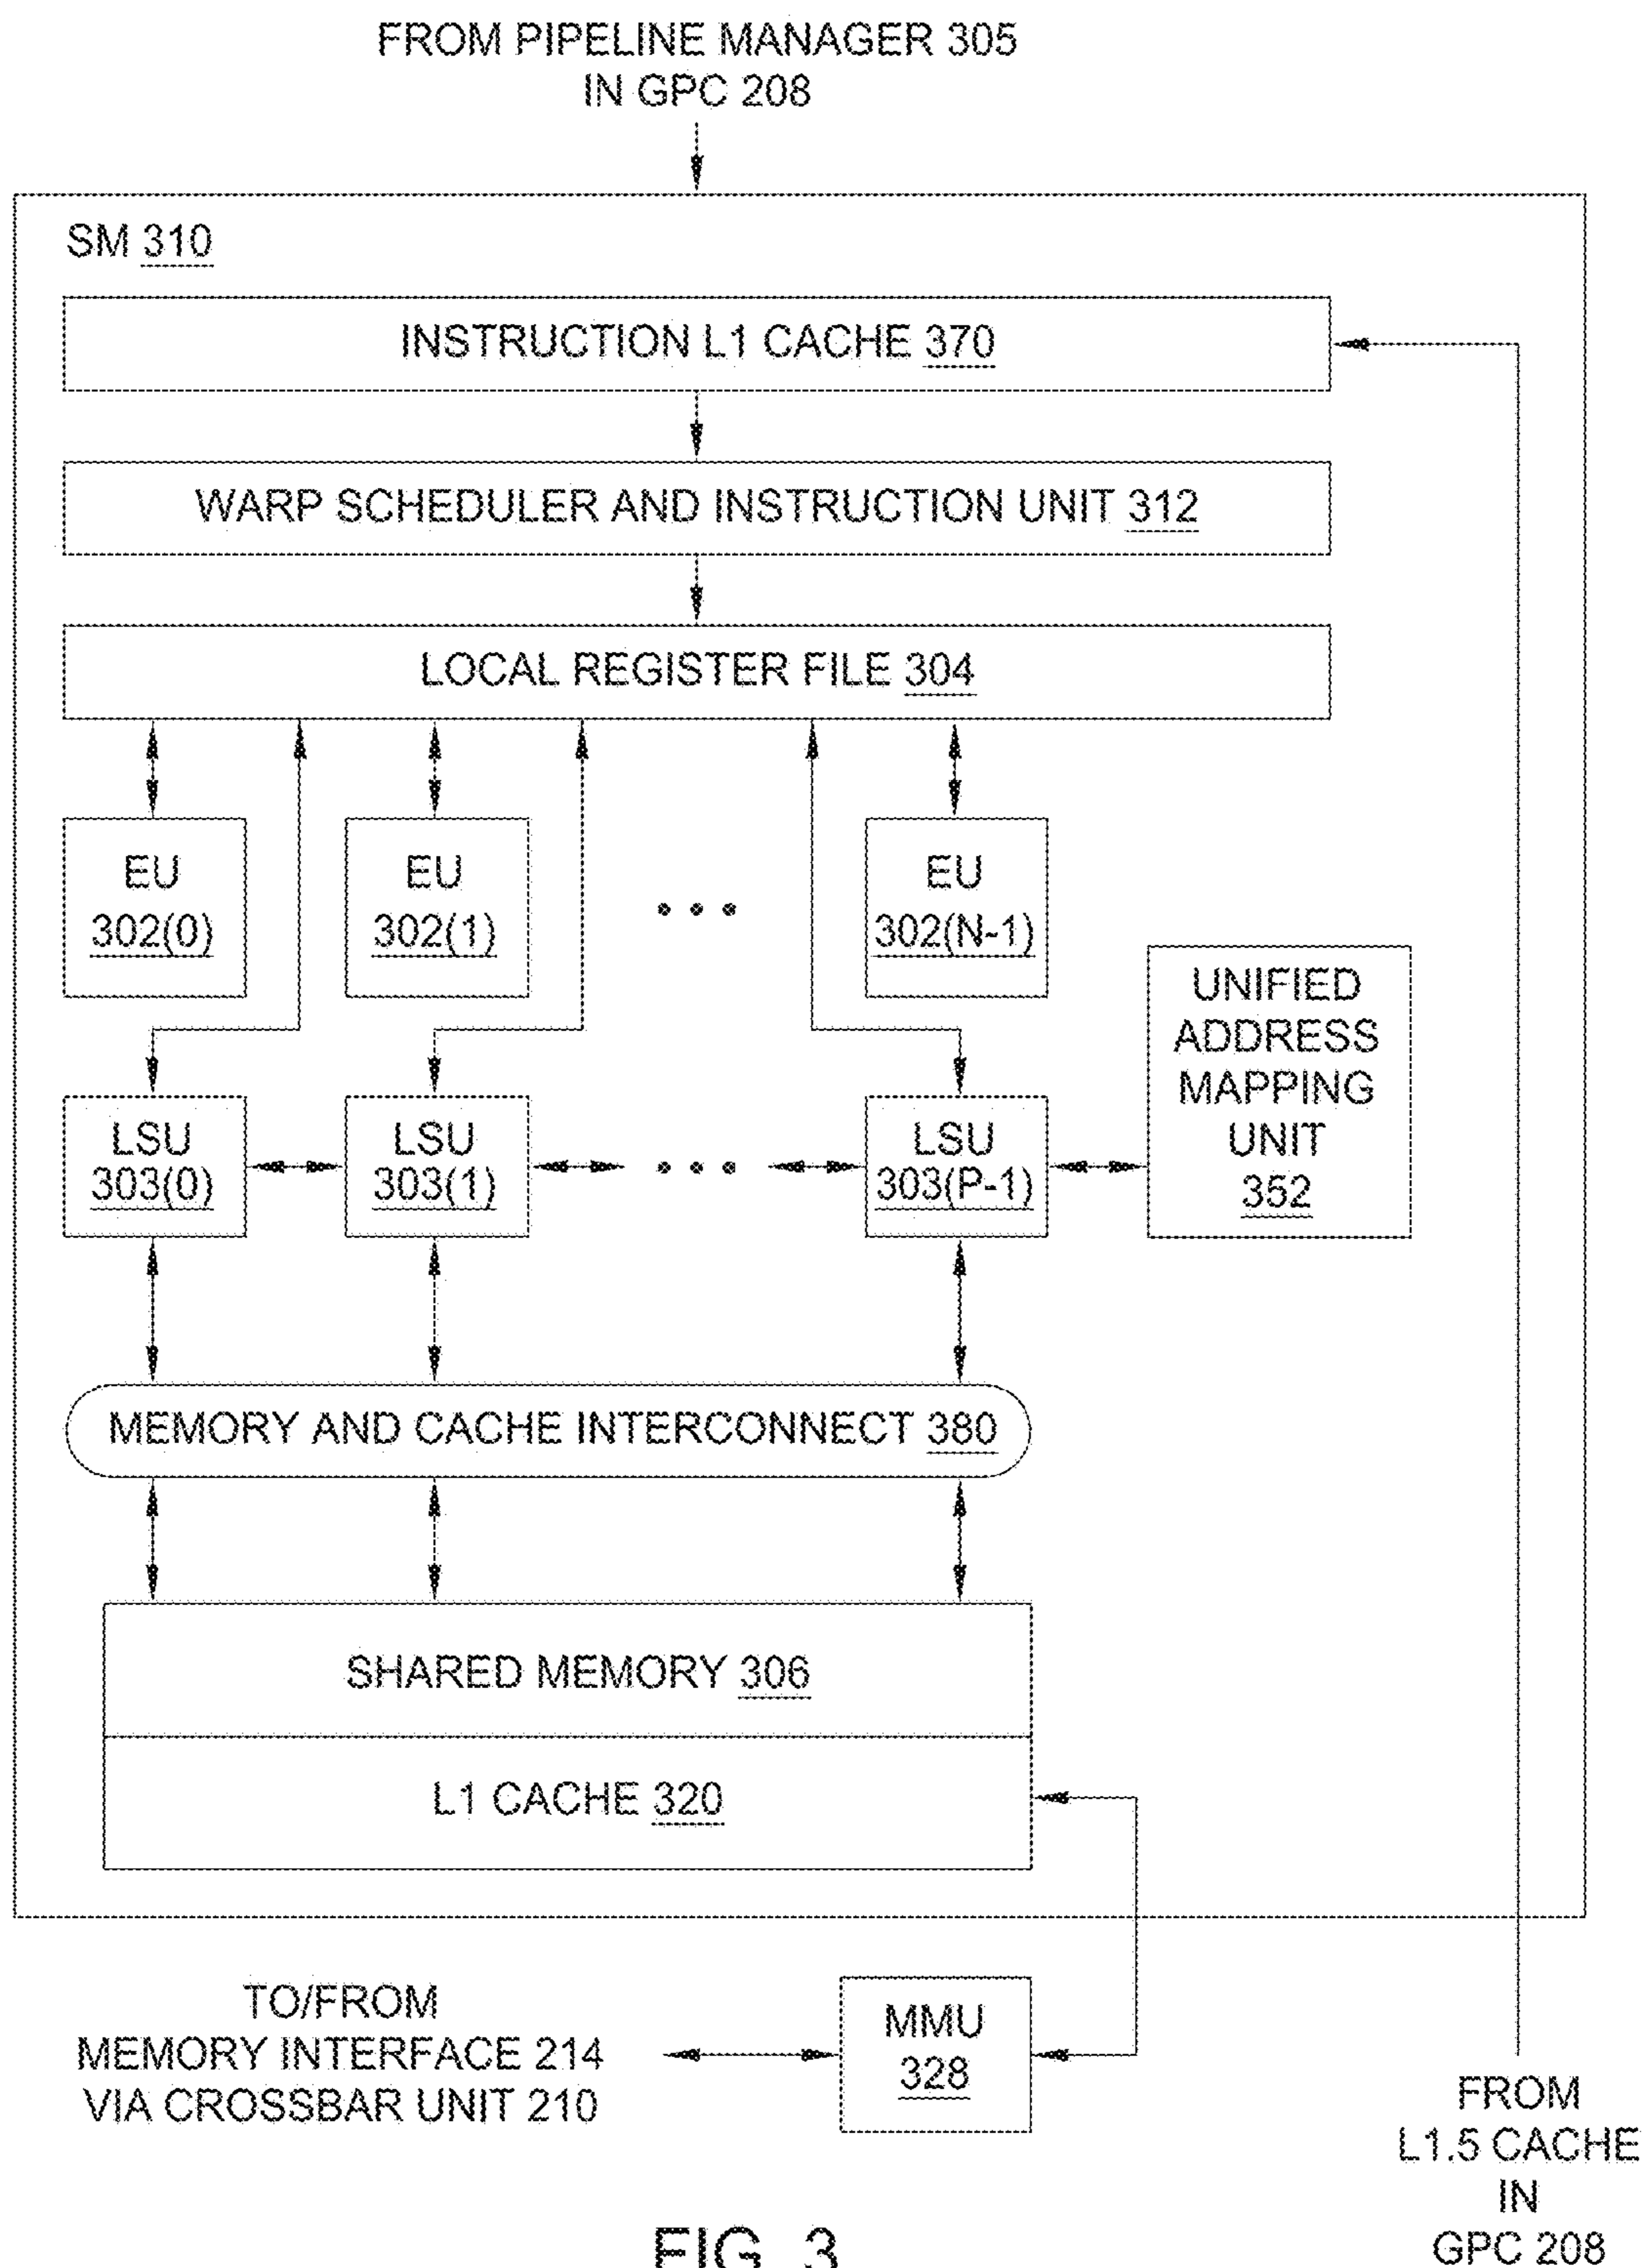 FROM PIPELINE MANAGER 305
IN GPC 208
SM 310
INSTRUCTION L1 CACHE 370
WARP SCHEDULER AND INSTRUCTION UNIT 312
LOCAL REGISTER FILE 304
EU
302(0)
EU
302(1)
• • •
EU
302(N-1)
LSU
303(0)
LSU
303(1)
• • •
LSU
303(P-1)
UNIFIED
ADDRESS
MAPPING
UNIT
352
MEMORY AND CACHE INTERCONNECT 380
SHARED MEMORY 306
L1 CACHE 320
TO/FROM
MEMORY INTERFACE 214
VIA CROSSBAR UNIT 210
MMU
328
FROM
L1.5 CACHE
IN
GPC 208
FIG. 3